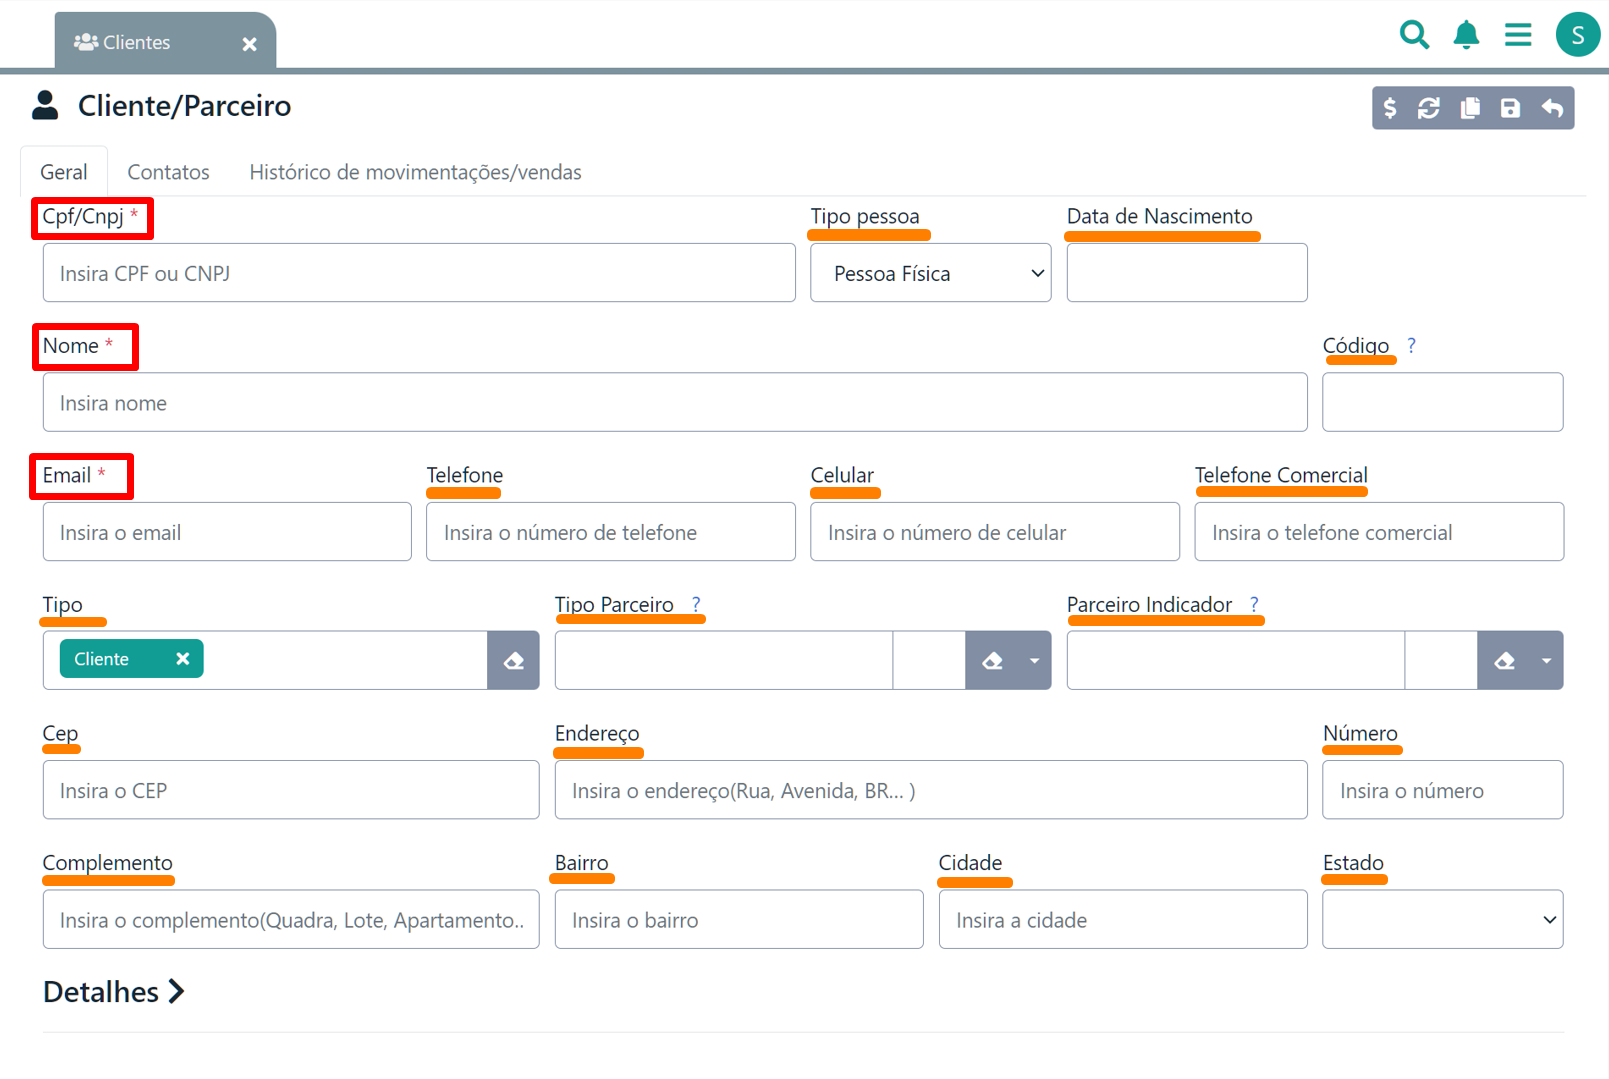 Clientes
S
Cliente/Parceiro
$
Geral Contatos Histórico de movimentações/vendas
Cpf/Cnpj * Tipo pessoa Data de Nascimento
Insira CPF ou CNPJ Pessoa Física
Nome * Código ?
Insira nome
Email * Telefone Celular Telefone Comercial
Insira o email Insira o número de telefone Insira o número de celular Insira o telefone comercial
Tipo Tipo Parceiro ? Parceiro Indicador ?
Cliente
Cep Endereço Número
Insira o CEP Insira o endereço(Rua, Avenida, BR... ) Insira o número
Complemento Bairro Cidade Estado
Insira o complemento(Quadra, Lote, Apartamento.. Insira o bairro Insira a cidade
Detalhes